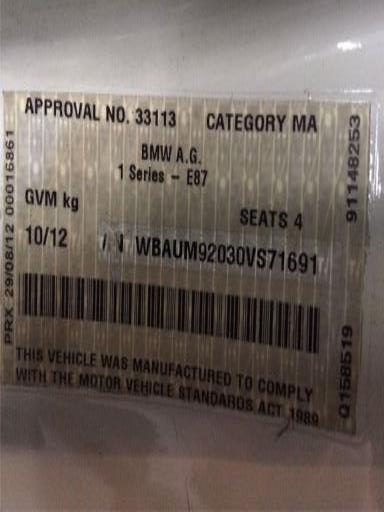 APPROVAL NO. 33113 CATEGORY MA
BMW A.G.
1 Series - E87
GVM kg
SEATS 4
10/12 WBAUM92030VS71691
THIS VEHICLE WAS MANUFACTURED TO COMPLY
WITH THE MOTOR VEHICLE STANDARDS ACT 1989
PRX 29/08/12 00016861
91148253
Q158519